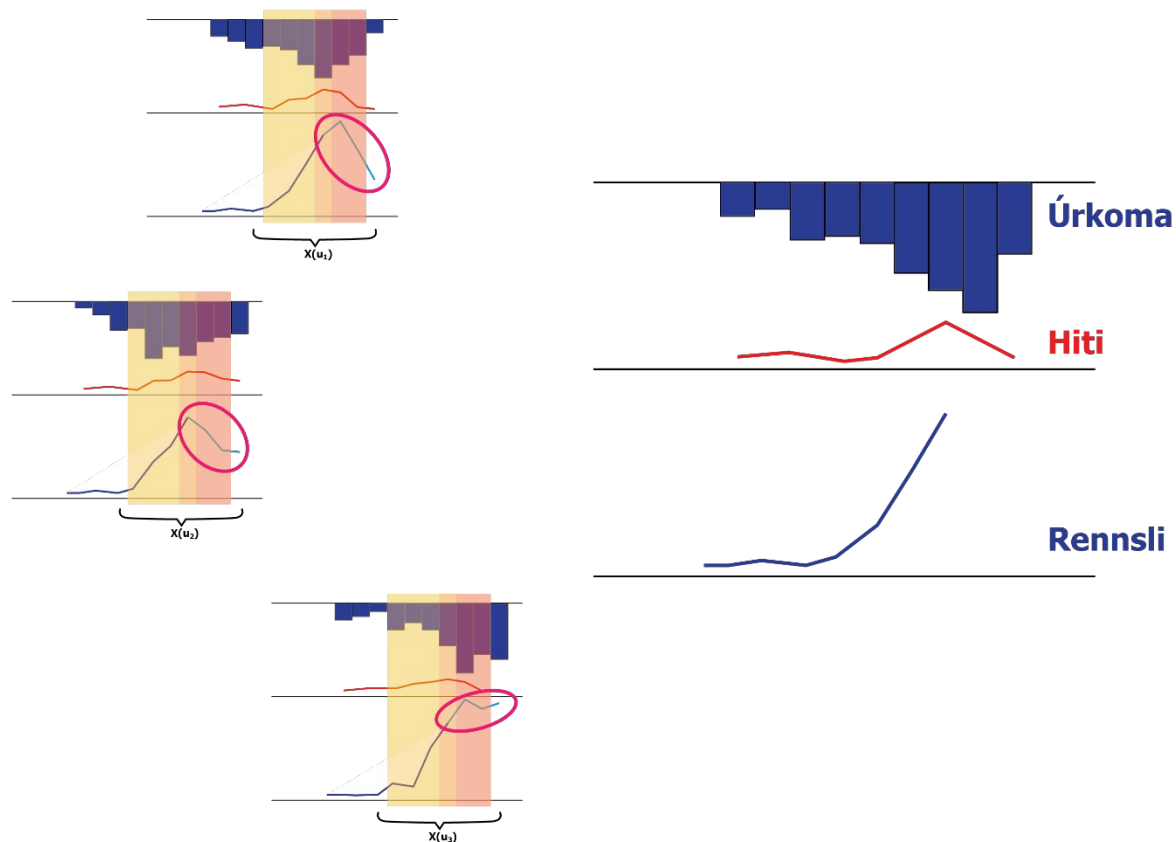 X(u₁)
X(u₂)
X(u₃)
Úrkoma
Hiti
Rennsli